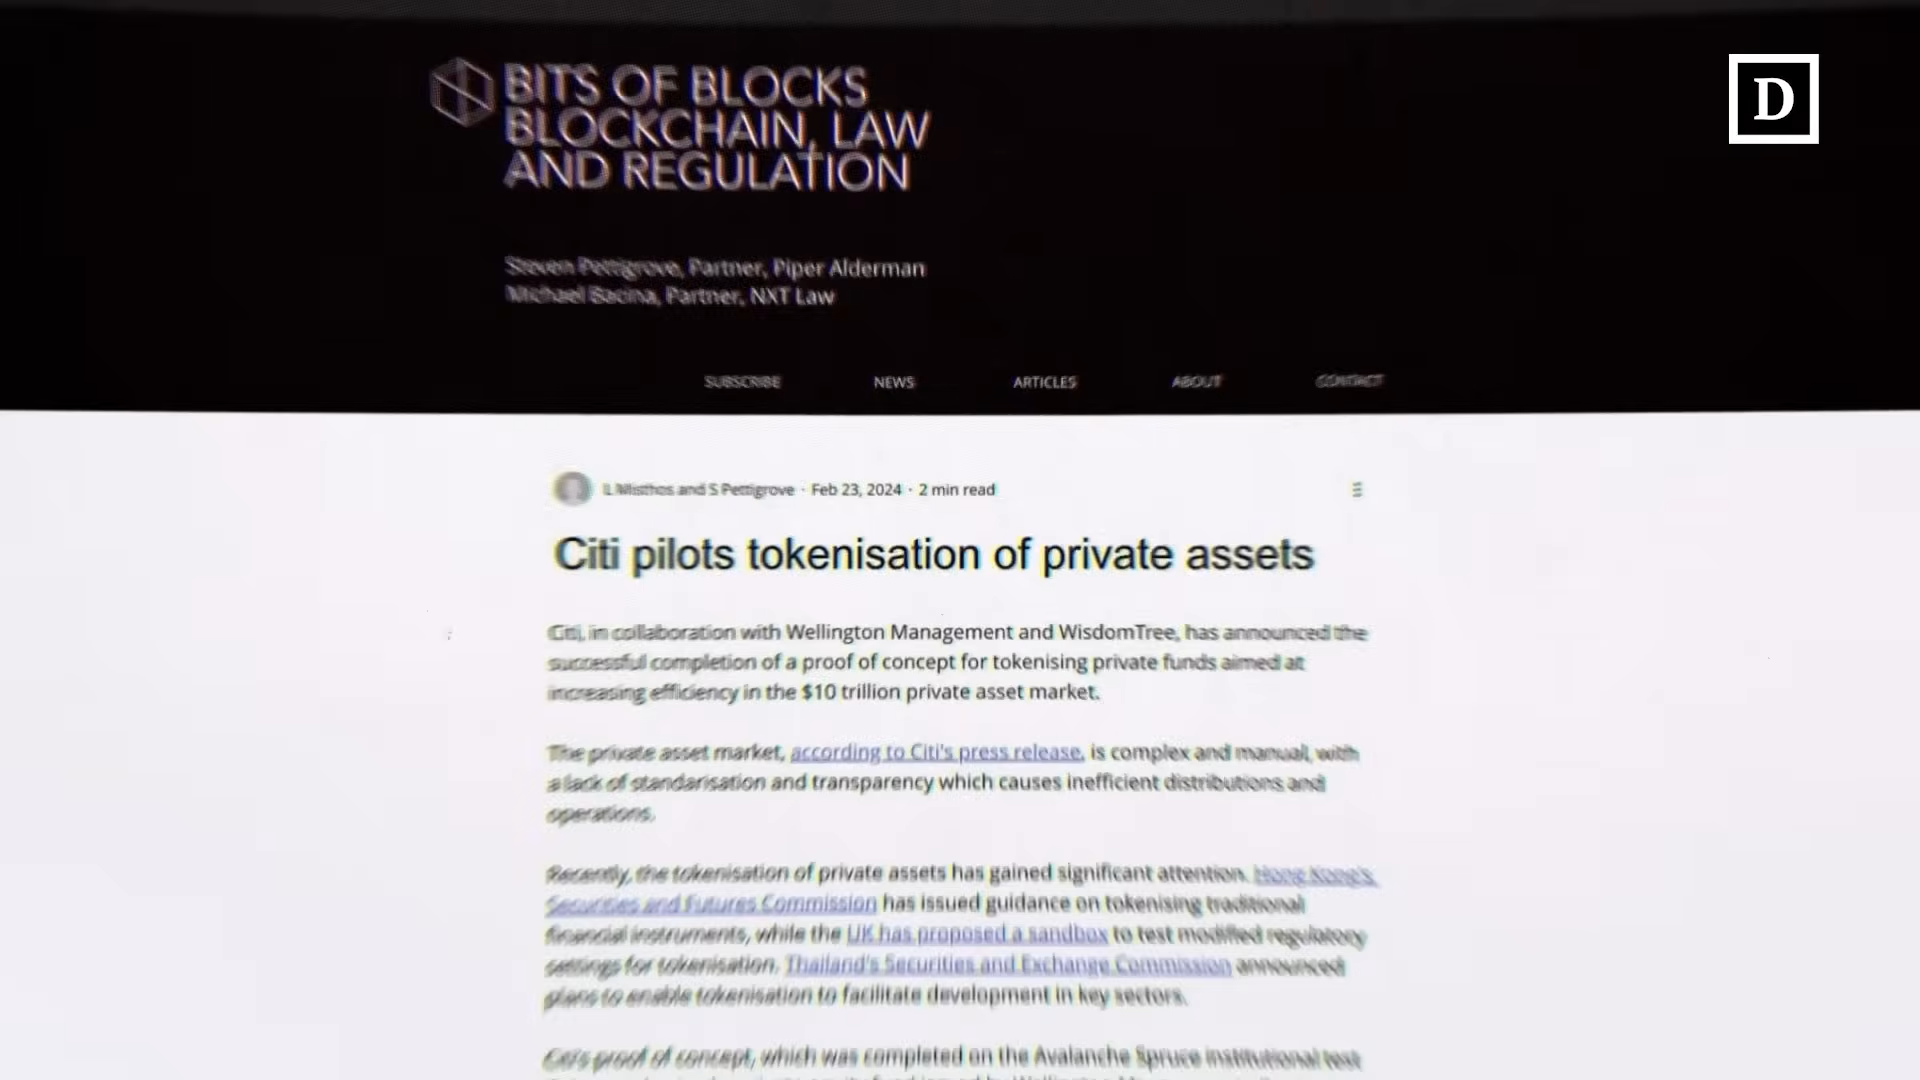 BITS OF BLOCKS
BLOCKCHAIN, LAW
AND REGULATION
D
Steven Pettigrove, Partner, Piper Alderman
Michael Bacina, Partner, NXT Law
SUBSCRIBE NEWS ARTICLES ABOUT CONTACT
L Misthos and S Pettigrove · Feb 23, 2024 · 2 min read
Citi pilots tokenisation of private assets
Citi, in collaboration with Wellington Management and WisdomTree, has announced the
successful completion of a proof of concept for tokenising private funds aimed at
increasing efficiency in the $10 trillion private asset market.
The private asset market, according to Citi's press release, is complex and manual, with
a lack of standarisation and transparency which causes inefficient distributions and
operations.
Recently, the tokenisation of private assets has gained significant attention. Hong Kong's
Securities and Futures Commission has issued guidance on tokenising traditional
financial instruments, while the UK has proposed a sandbox to test modified regulatory
settings for tokenisation. Thailand's Securities and Exchange Commission announced
plans to enable tokenisation to facilitate development in key sectors.
Citi's proof of concept, which was completed on the Avalanche Spruce institutional test